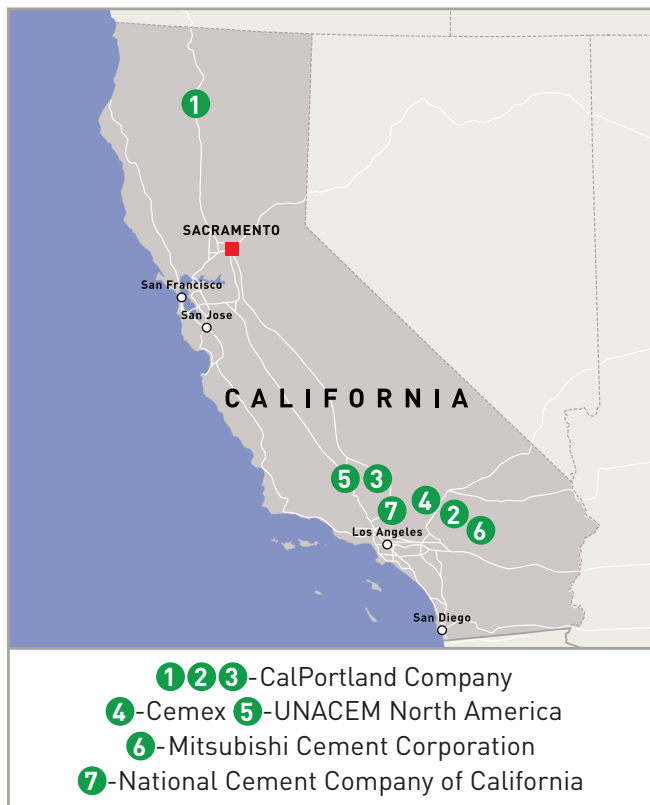 1
SACRAMENTO
San Francisco
San Jose
CALIFORNIA
5 3
4
7 2
6
Los Angeles
San Diego
1 2 3-CalPortland Company
4-Cemex 5-UNACEM North America
6-Mitsubishi Cement Corporation
7-National Cement Company of California